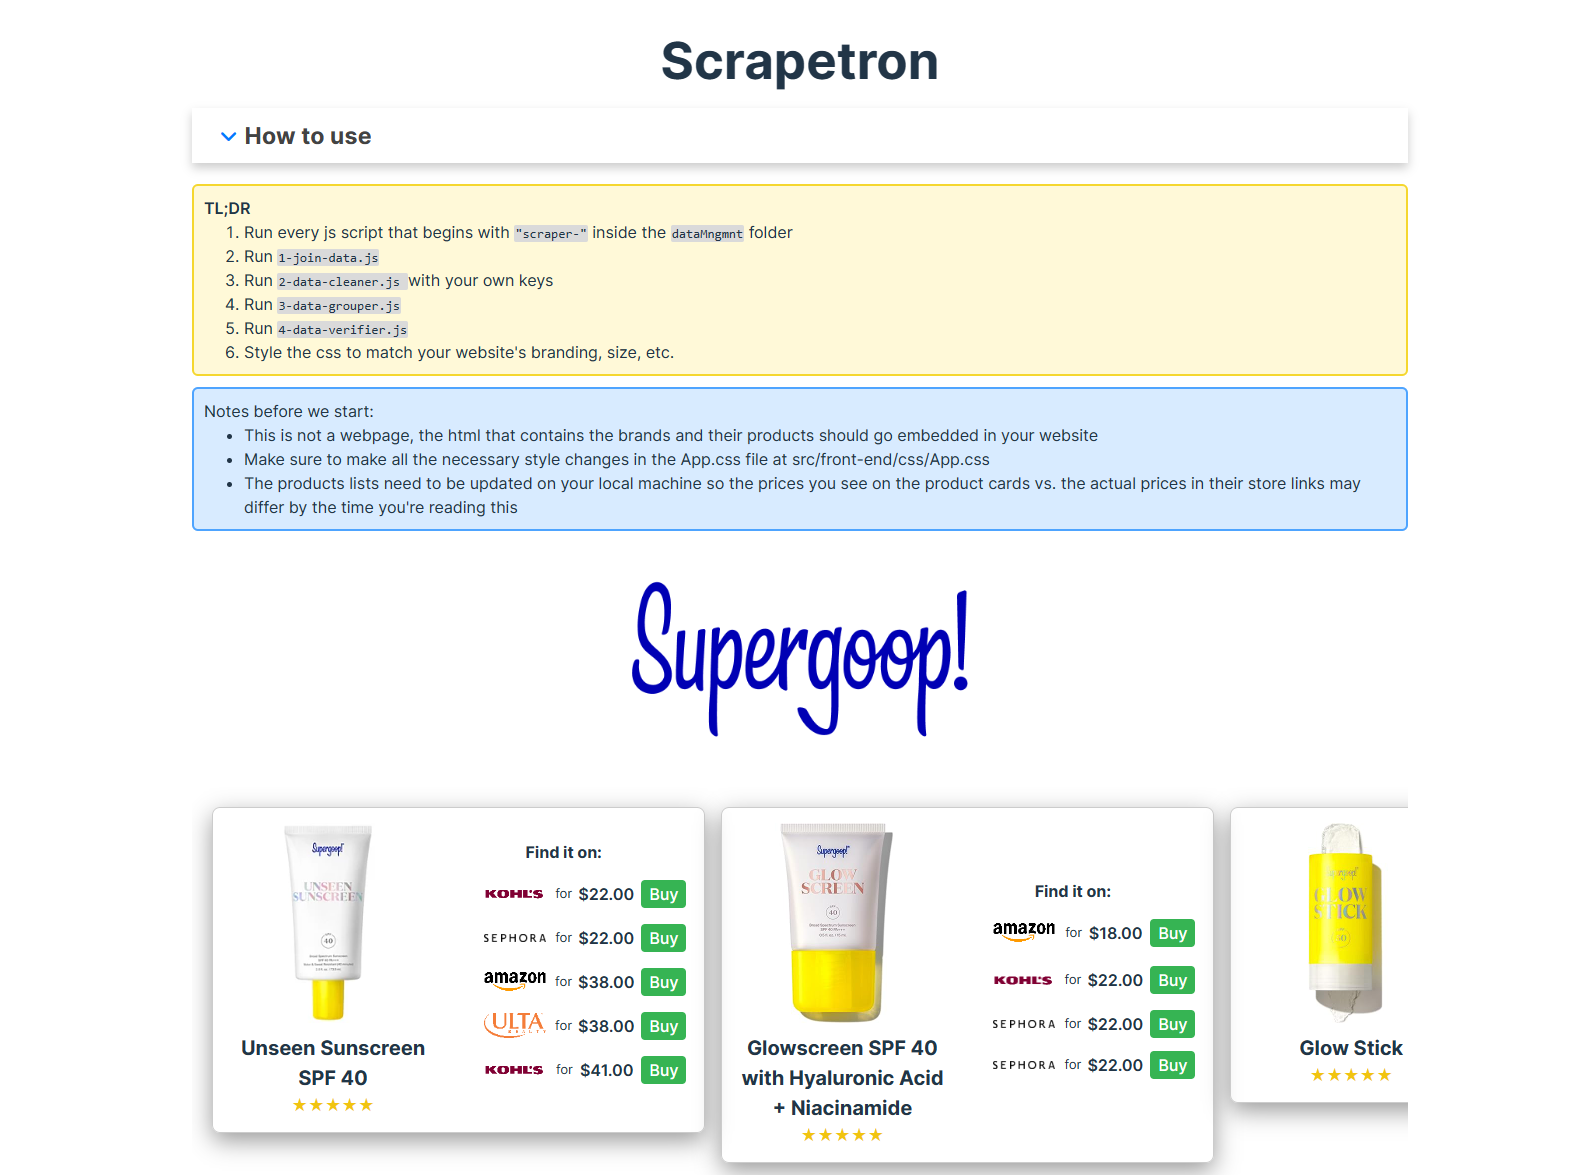 Scrapetron
How to use
TL;DR
1. Run every js script that begins with "scraper-" inside the dataMngmnt folder
2. Run 1-join-data.js
3. Run 2-data-cleaner.js with your own keys
4. Run 3-data-grouper.js
5. Run 4-data-verifier.js
6. Style the css to match your website's branding, size, etc.
Notes before we start:
• This is not a webpage, the html that contains the brands and their products should go embedded in your website
• Make sure to make all the necessary style changes in the App.css file at src/front-end/css/App.css
• The products lists need to be updated on your local machine so the prices you see on the product cards vs. the actual prices in their store links may
differ by the time you're reading this
Supergoop!
Supergoop!
UNSEEN
SUNSCREEN
40
Unseen Sunscreen
SPF 40
★★★★★
Find it on:
KOHL'S for $22.00 Buy
SEPHORA for $22.00 Buy
amazon for $38.00 Buy
ULTA BEAUTY for $38.00 Buy
KOHL'S for $41.00 Buy
Supergoop!
GLOW
SCREEN
40
Glowscreen SPF 40
with Hyaluronic Acid
+ Niacinamide
★★★★★
Find it on:
amazon for $18.00 Buy
KOHL'S for $22.00 Buy
SEPHORA for $22.00 Buy
SEPHORA for $22.00 Buy
Supergoop!
GLOW
STICK
Glow Stick
★★★★★